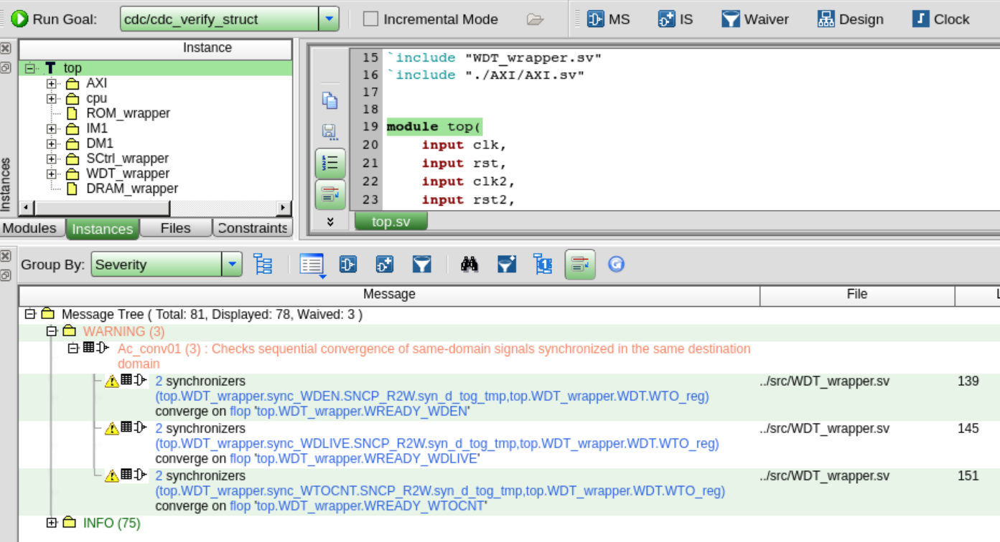 Run Goal: cdc/cdc_verify_struct Incremental Mode MS IS Waiver Design Clock
Instance
top
AXI
cpu
ROM_wrapper
IM1
DM1
SCtrl_wrapper
WDT_wrapper
DRAM_wrapper
Instances
Modules Instances Files Constraints
15 `include "WDT_wrapper.sv"
16 `include "./AXI/AXI.sv"
17
18
19 module top(
20 input clk,
21 input rst,
22 input clk2,
23 input rst2,
top.sv
Group By: Severity
Message File L
Message Tree ( Total: 81, Displayed: 78, Waived: 3 )
WARNING (3)
Ac_conv01 (3) : Checks sequential convergence of same-domain signals synchronized in the same destination
domain
2 synchronizers ../src/WDT_wrapper.sv 139
(top.WDT_wrapper.sync_WDEN.SNCP_R2W.syn_d_tog_tmp,top.WDT_wrapper.WDT.WTO_reg)
converge on flop 'top.WDT_wrapper.WREADY_WDEN'
2 synchronizers ../src/WDT_wrapper.sv 145
(top.WDT_wrapper.sync_WDLIVE.SNCP_R2W.syn_d_tog_tmp,top.WDT_wrapper.WDT.WTO_reg)
converge on flop 'top.WDT_wrapper.WREADY_WDLIVE'
2 synchronizers ../src/WDT_wrapper.sv 151
(top.WDT_wrapper.sync_WTOCNT.SNCP_R2W.syn_d_tog_tmp,top.WDT_wrapper.WDT.WTO_reg)
converge on flop 'top.WDT_wrapper.WREADY_WTOCNT'
INFO (75)